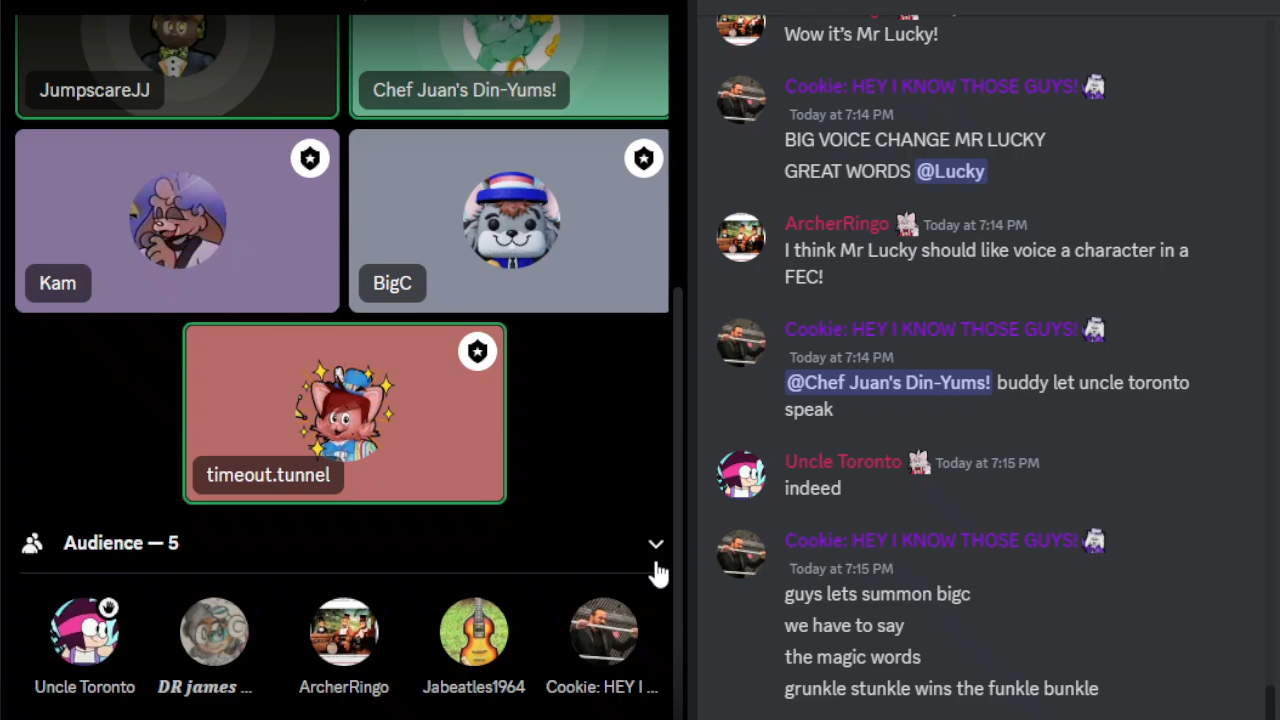 JumpscareJJ
Chef Juan's Din-Yums!
Kam
BigC
timeout.tunnel
Audience — 5
Uncle Toronto
DR james ...
ArcherRingo
Jabeatles1964
Cookie: HEY I ...
Wow it's Mr Lucky!
Cookie: HEY I KNOW THOSE GUYS!
Today at 7:14 PM
BIG VOICE CHANGE MR LUCKY
GREAT WORDS @Lucky
ArcherRingo Today at 7:14 PM
I think Mr Lucky should like voice a character in a
FEC!
Cookie: HEY I KNOW THOSE GUYS!
Today at 7:14 PM
@Chef Juan's Din-Yums! buddy let uncle toronto
speak
Uncle Toronto Today at 7:15 PM
indeed
Cookie: HEY I KNOW THOSE GUYS!
Today at 7:15 PM
guys lets summon bigc
we have to say
the magic words
grunkle stunkle wins the funkle bunkle